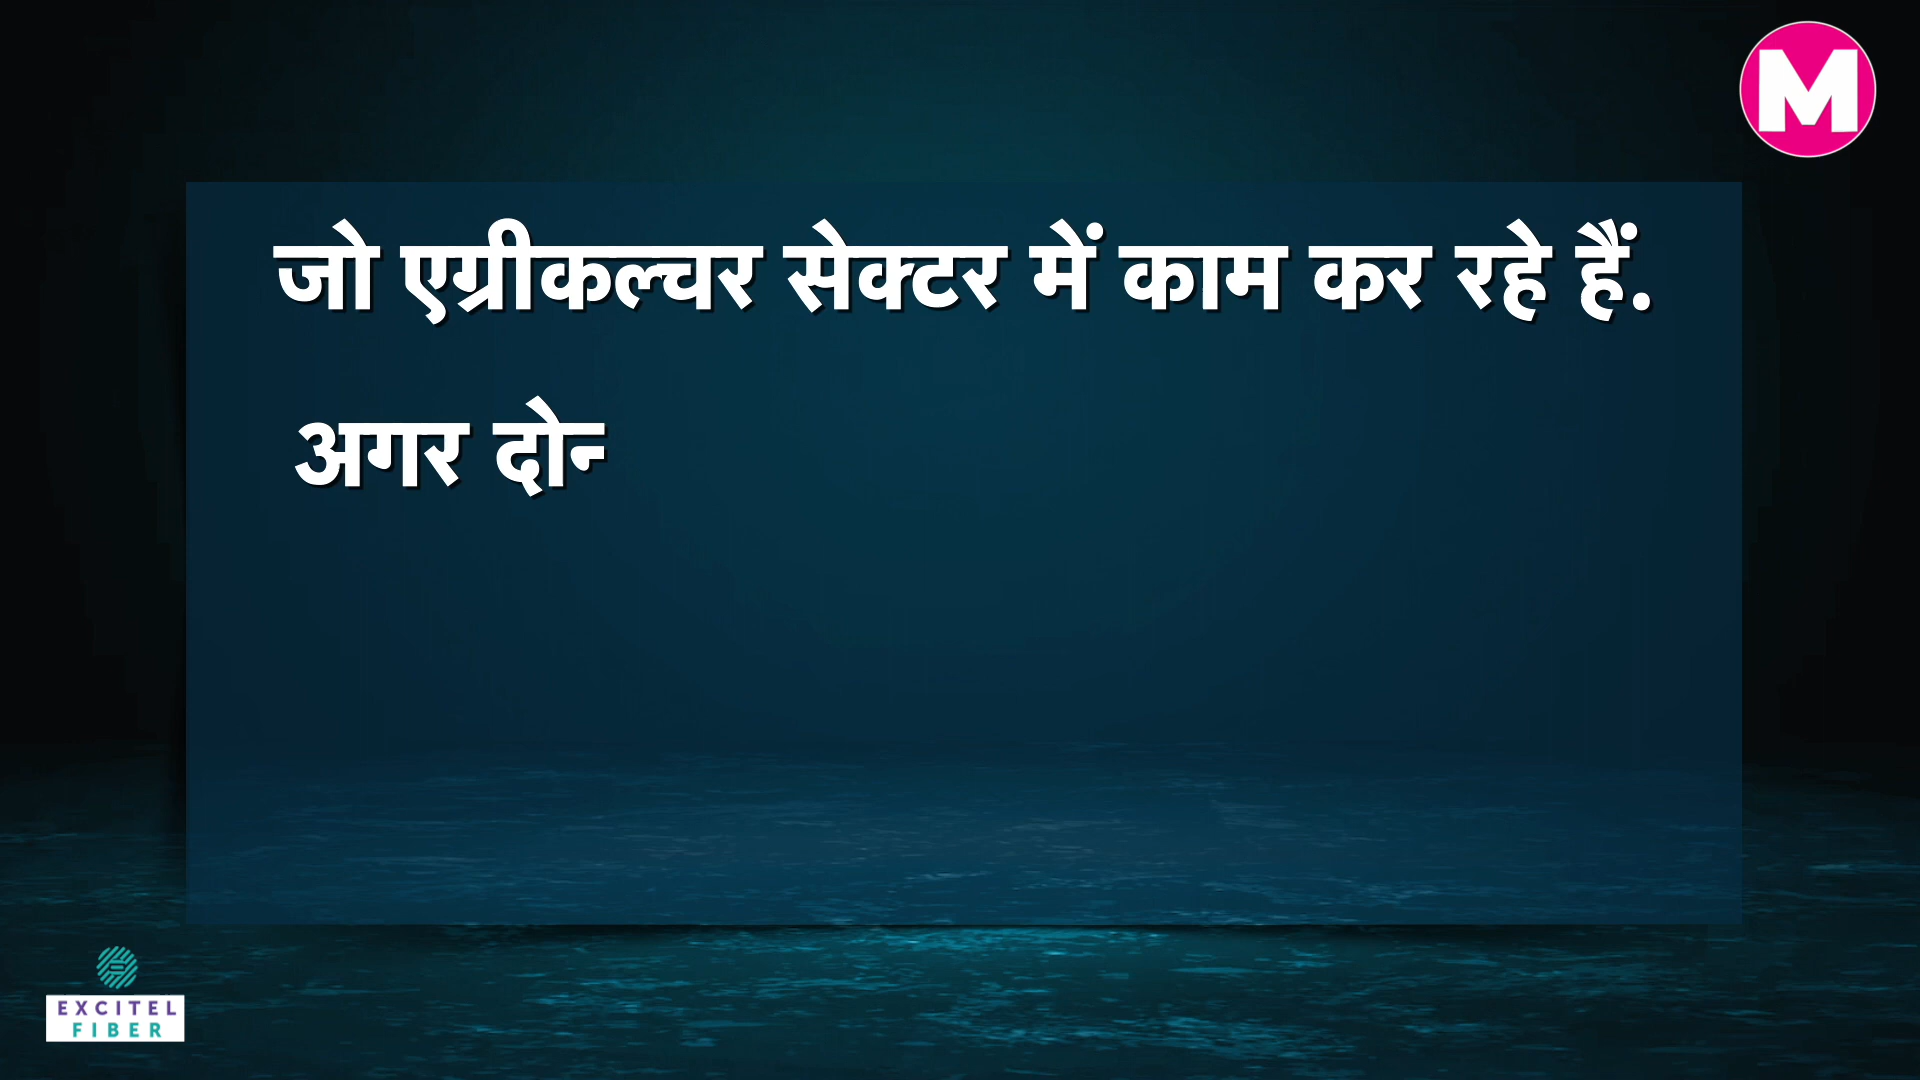 M
जो एग्रीकल्चर सेक्टर में काम कर रहे हैं.
अगर दोन
EXCITEL
FIBER